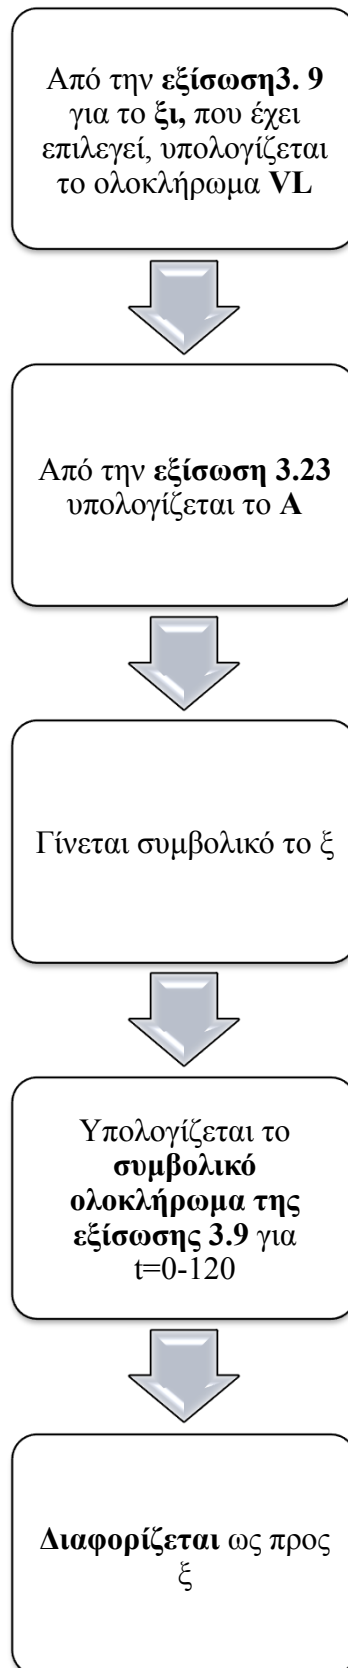 Από την εξίσωση3. 9
για το ξι, που έχει
επιλεγεί, υπολογίζεται
το ολοκλήρωμα VL
Από την εξίσωση 3.23
υπολογίζεται το Α
Γίνεται συμβολικό το ξ
Υπολογίζεται το
συμβολικό
ολοκλήρωμα της
εξίσωσης 3.9 για
t=0-120
Διαφορίζεται ως προς
ξ